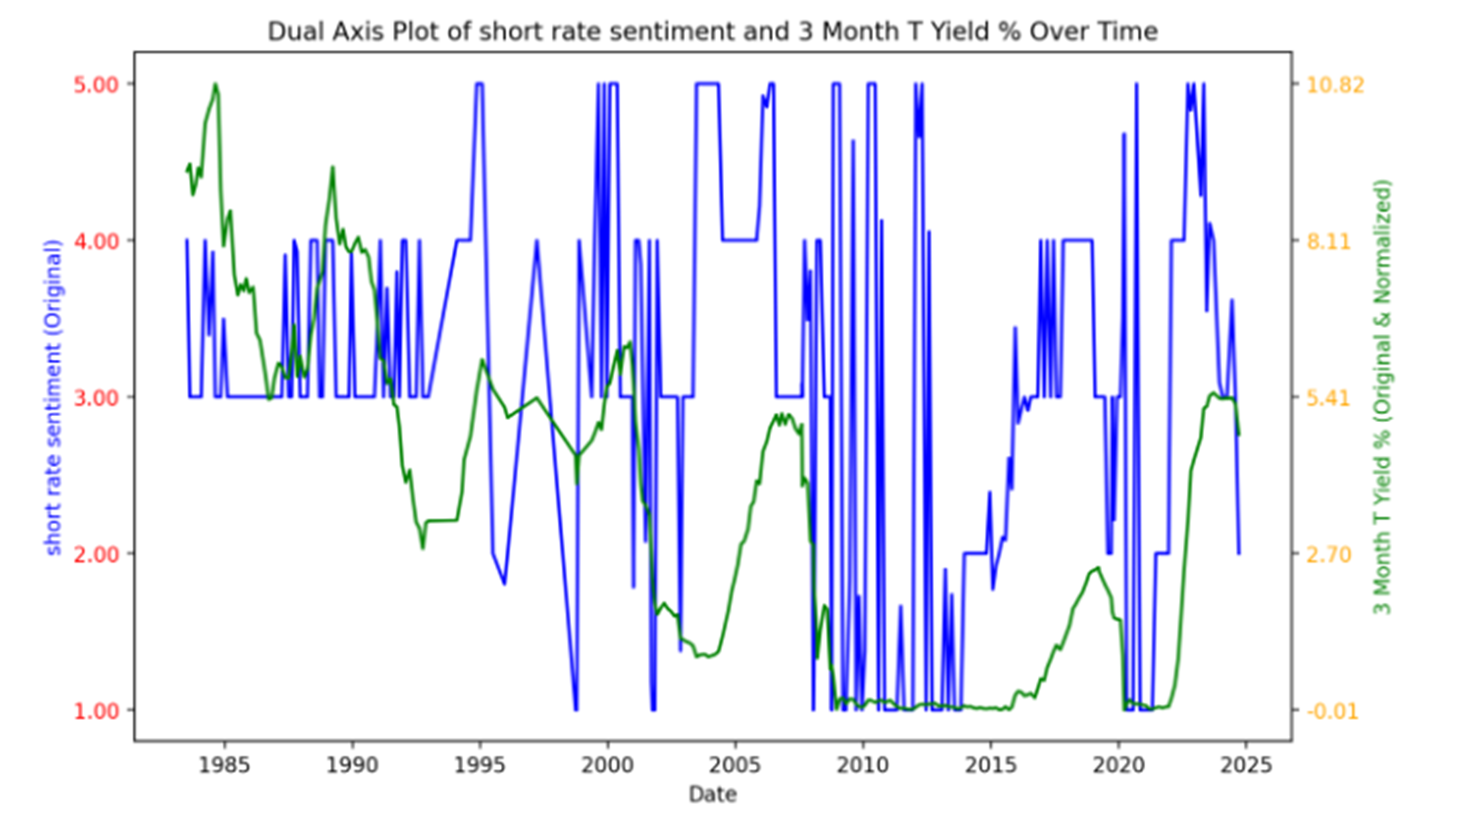 Dual Axis Plot of short rate sentiment and 3 Month T Yield % Over Time
short rate sentiment (Original)
5.00
4.00
3.00
2.00
1.00
10.82
8.11
5.41
2.70
-0.01
3 Month T Yield % (Original & Normalized)
1985 1990 1995 2000 2005 2010 2015 2020 2025
Date